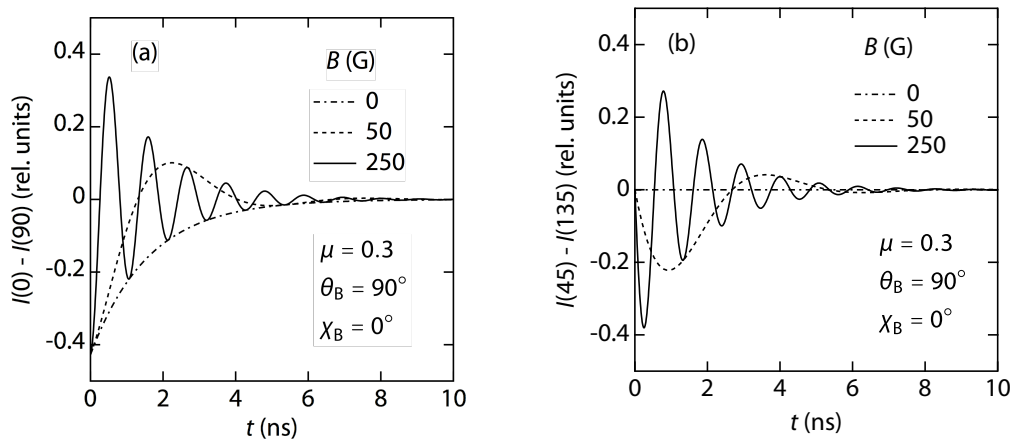 (a)
B (G)
0
50
250
μ = 0.3
θB = 90°
χB = 0°
I(0) - I(90) (rel. units)
0.4
0.2
0
-0.2
-0.4
0 2 4 6 8 10
t (ns)
(b)
B (G)
0
50
250
μ = 0.3
θB = 90°
χB = 0°
I(45) - I(135) (rel. units)
0.4
0.2
0
-0.2
-0.4
0 2 4 6 8 10
t (ns)